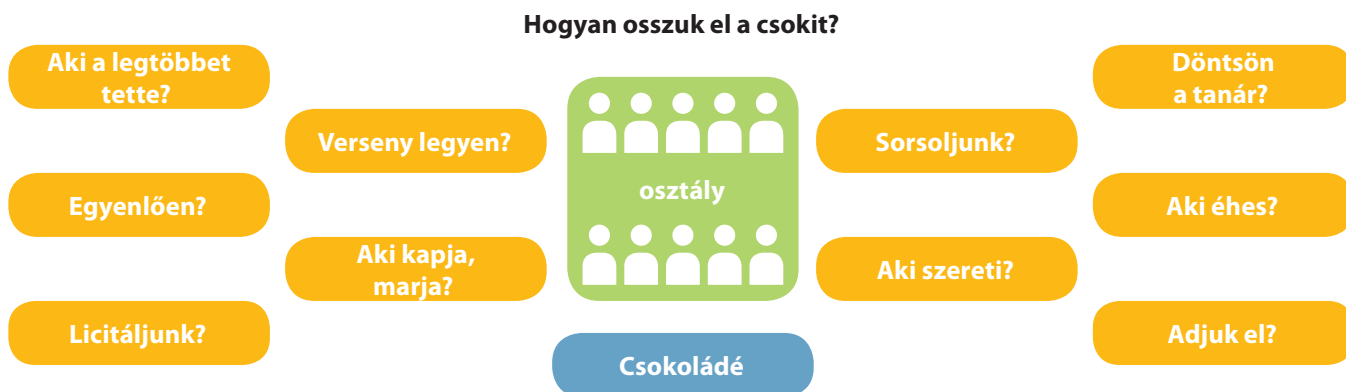 Hogyan osszuk el a csokit?
Aki a legtöbbet
tette?
Egyenlően?
Licitáljunk?
Verseny legyen?
Aki kapja,
marja?
osztály
Csokoládé
Sorsoljunk?
Aki szereti?
Döntsön
a tanár?
Aki éhes?
Adjuk el?